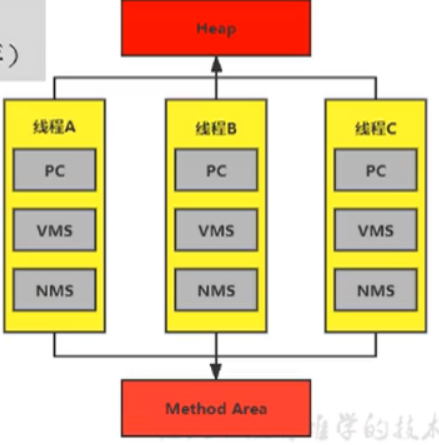 Heap
)
线程A
线程B
线程C
PC
PC
PC
VMS
VMS
VMS
NMS
NMS
NMS
Method Area
学的技术